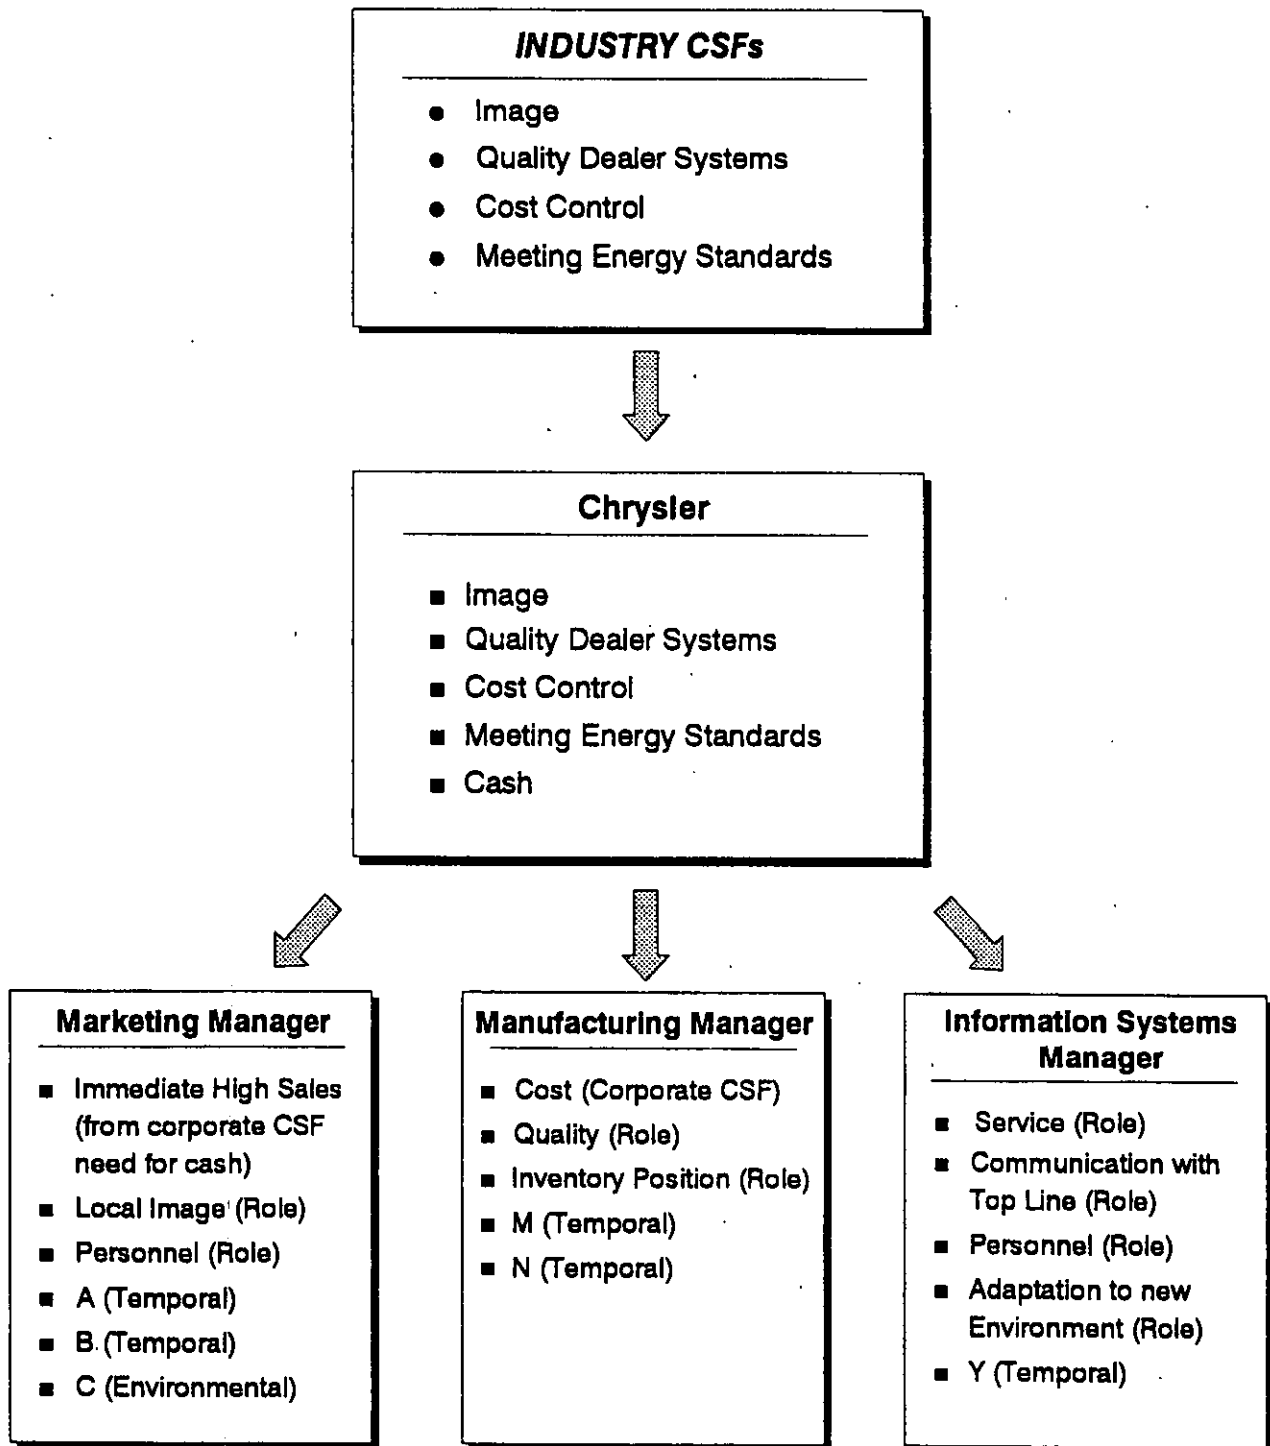 INDUSTRY CSFs
● Image
● Quality Dealer Systems
● Cost Control
● Meeting Energy Standards
Chrysler
■ Image
■ Quality Dealer Systems
■ Cost Control
■ Meeting Energy Standards
■ Cash
Marketing Manager
■ Immediate High Sales
(from corporate CSF
need for cash)
■ Local Image (Role)
■ Personnel (Role)
■ A (Temporal)
■ B (Temporal)
■ C (Environmental)
Manufacturing Manager
■ Cost (Corporate CSF)
■ Quality (Role)
■ Inventory Position (Role)
■ M (Temporal)
■ N (Temporal)
Information Systems
Manager
■ Service (Role)
■ Communication with
Top Line (Role)
■ Personnel (Role)
■ Adaptation to new
Environment (Role)
■ Y (Temporal)